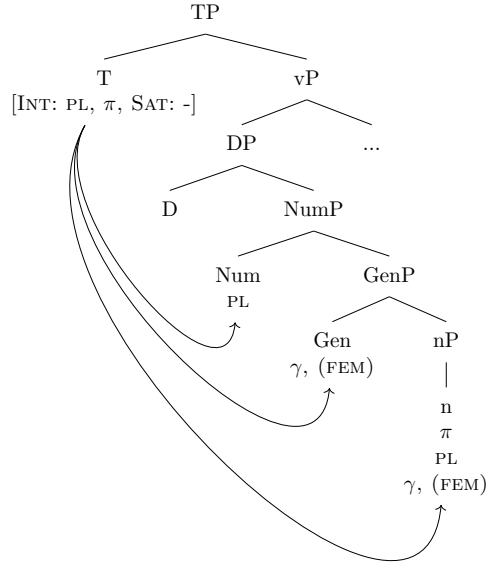 TP
T vP
[INT: PL, π, SAT: -]
DP ...
D NumP
Num GenP
PL
Gen nP
γ, (FEM)
n
π
PL
γ, (FEM)